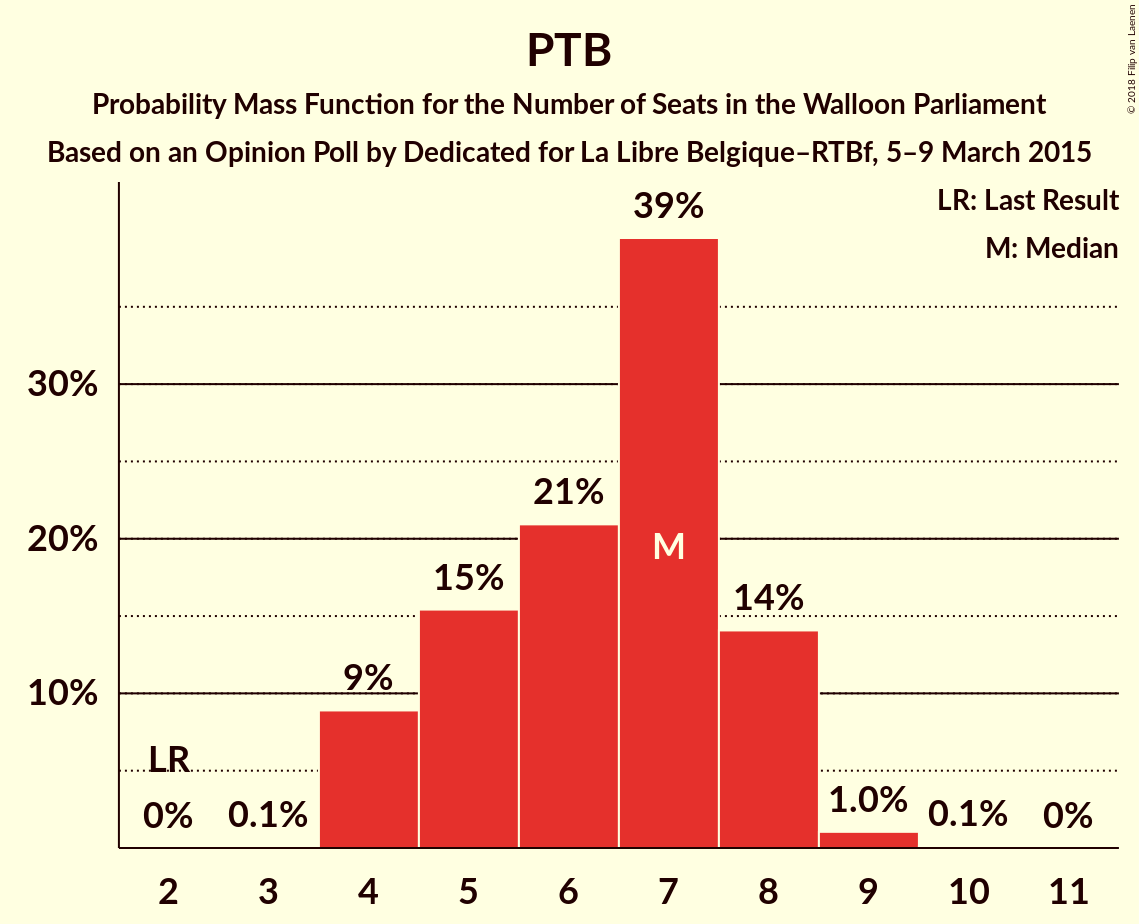 PTB
Probability Mass Function for the Number of Seats in the Walloon Parliament
Based on an Opinion Poll by Dedicated for La Libre Belgique–RTBf, 5–9 March 2015
© 2018 Filip van Laenen
LR: Last Result
M: Median
30%
20%
10%
LR
0%
0.1%
9%
15%
21%
39%
M
14%
1.0%
0.1%
0%
2 3 4 5 6 7 8 9 10 11